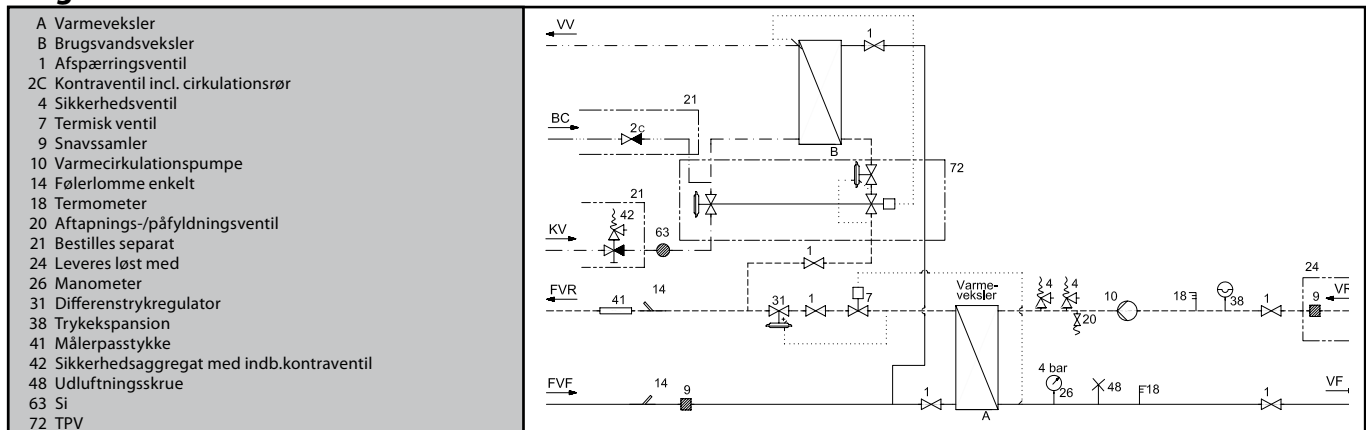 A Varmeveksler
B Brugsvandsveksler
1 Afspærringsventil
2C Kontraventil incl. cirkulationsrør
4 Sikkerhedsventil
7 Termisk ventil
9 Snavssamler
10 Varmecirkulationspumpe
14 Følerlomme enkelt
18 Termometer
20 Aftapnings-/påfyldningsventil
21 Bestilles separat
24 Leveres løst med
26 Manometer
31 Differenstrykregulator
38 Trykekspansion
41 Målerpasstykke
42 Sikkerhedsaggregat med indb.kontraventil
48 Udluftningsskrue
63 Si
72 TPV
VV
1
21
BC
2C
B
72
21
42
KV
63
1
24
FVR
41
14
31
1
7
Varme-
veksler
4
4
20
10
18
38
1
9
FVF
14
9
1
A
4 bar
26
48
18
1
VF